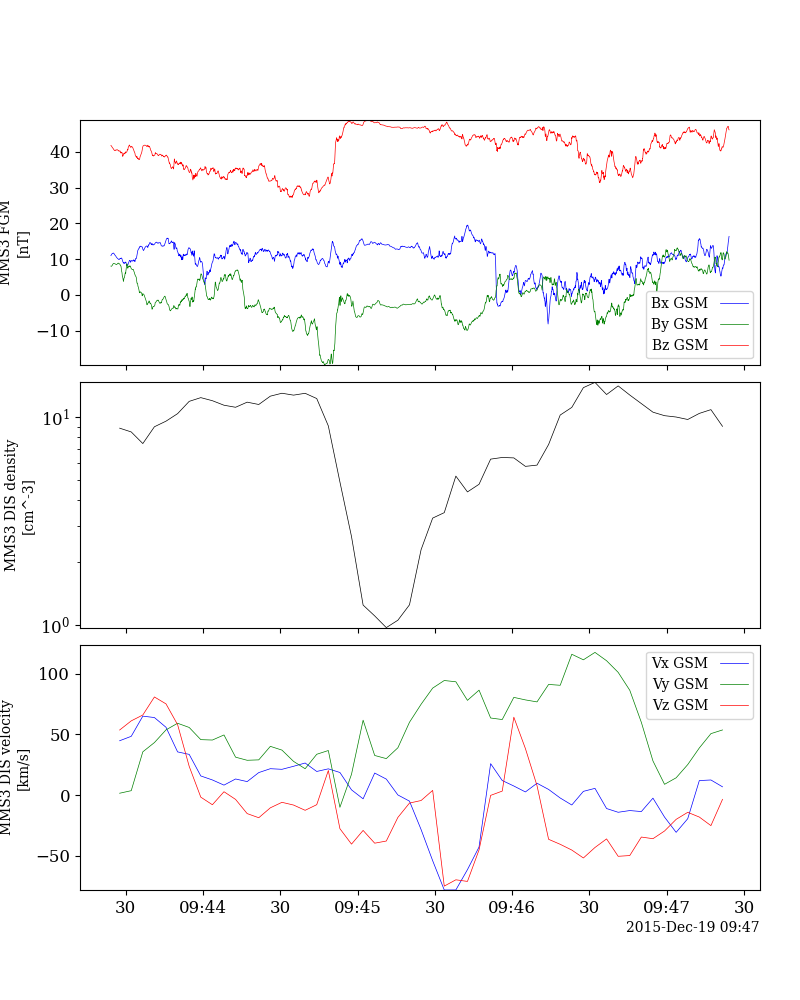 MMS3 FGM
[nT]
40
30
20
10
0
−10
Bx GSM
By GSM
Bz GSM
MMS3 DIS density
[cm^-3]
10^1
10^0
MMS3 DIS velocity
[km/s]
100
50
0
−50
Vx GSM
Vy GSM
Vz GSM
30 09:44 30 09:45 30 09:46 30 09:47 30
2015-Dec-19 09:47